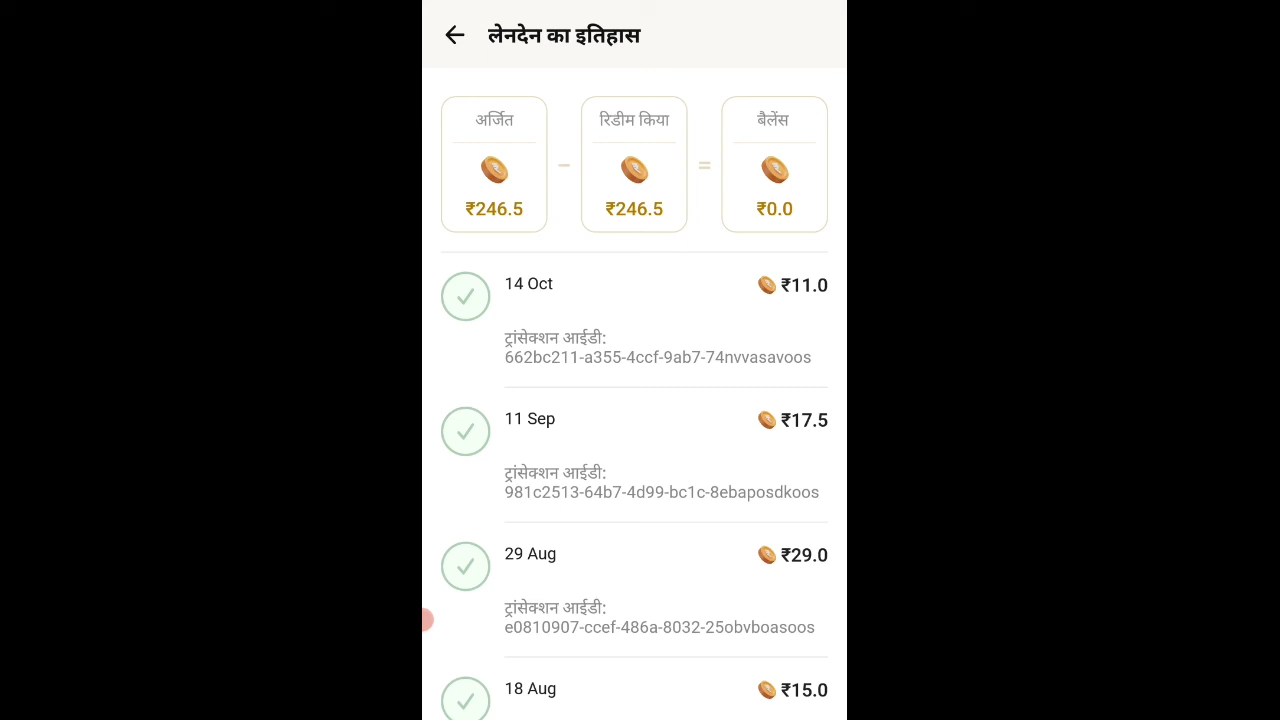 लेनदेन का इतिहास
अर्जित
रिडीम किया
बैलेंस
₹246.5
–
₹246.5
=
₹0.0
14 Oct
₹11.0
ट्रांसेक्शन आईडी:
662bc211-a355-4ccf-9ab7-74nvvasavoos
11 Sep
₹17.5
ट्रांसेक्शन आईडी:
981c2513-64b7-4d99-bc1c-8ebaposdkoos
29 Aug
₹29.0
ट्रांसेक्शन आईडी:
e0810907-ccef-486a-8032-25obvboasoos
18 Aug
₹15.0